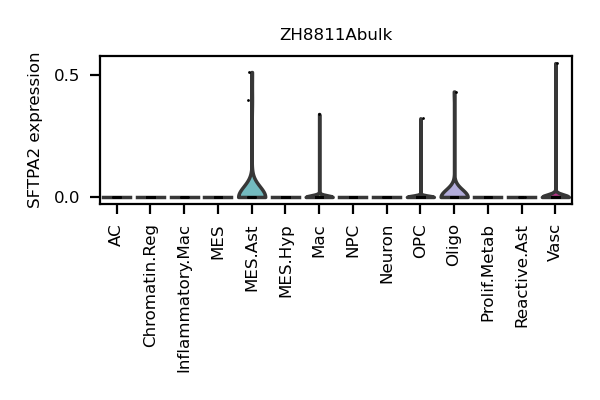 ZH8811Abulk
SFTPA2 expression
0.5
0.0
AC
Chromatin.Reg
Inflammatory.Mac
MES
MES.Ast
MES.Hyp
Mac
NPC
Neuron
OPC
Oligo
Prolif.Metab
Reactive.Ast
Vasc